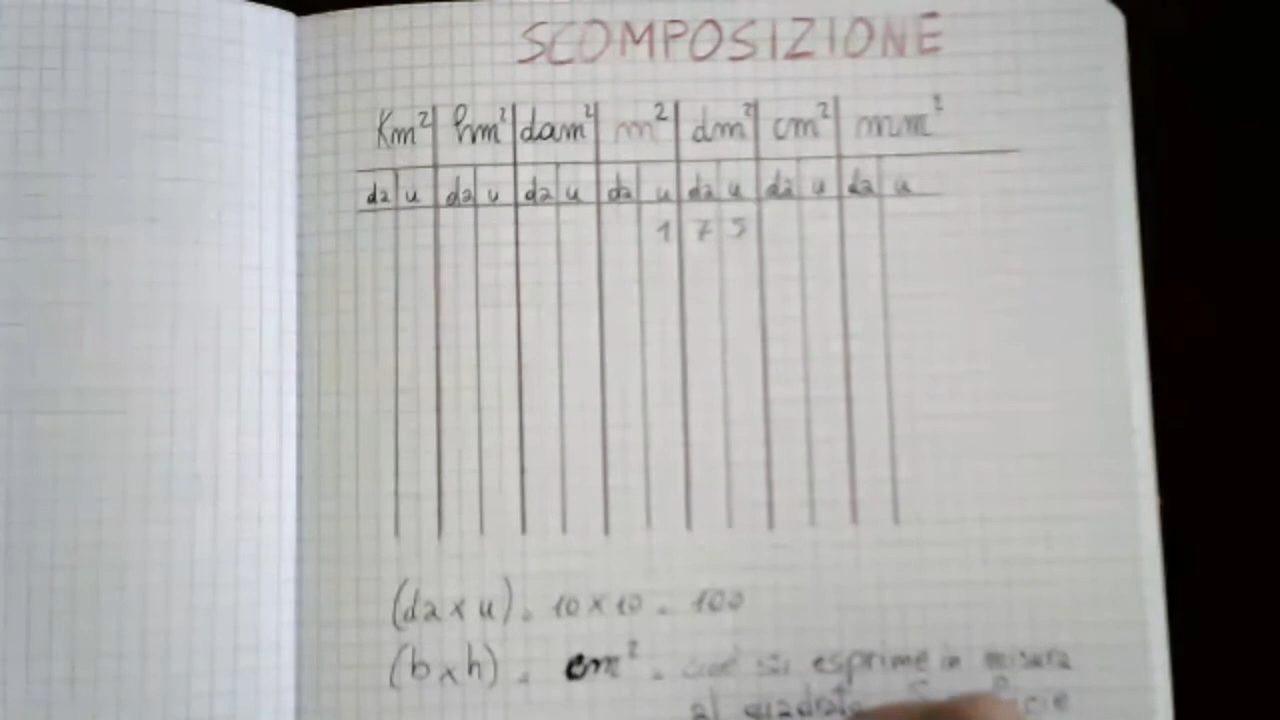 SCOMPOSIZIONE
Km² hm² dam² m² dm² cm² mm²
da u da u da u da u da u da u da u
1 7 5
(da x u) = 10 x 10 = 100
(b x h) = cm² = si esprime in misura
al quadrato